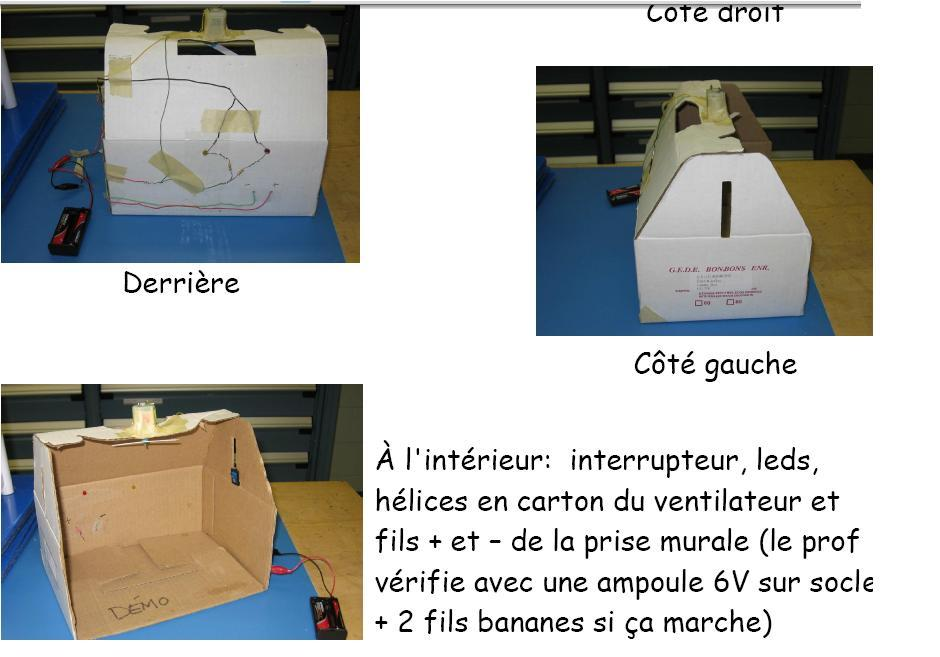 Côté droit
Derrière
G.E.D.E. BONBONS ENR.
Côté gauche
À l'intérieur: interrupteur, leds,
hélices en carton du ventilateur et
fils + et – de la prise murale (le prof
vérifie avec une ampoule 6V sur socle
+ 2 fils bananes si ça marche)
DÉMO